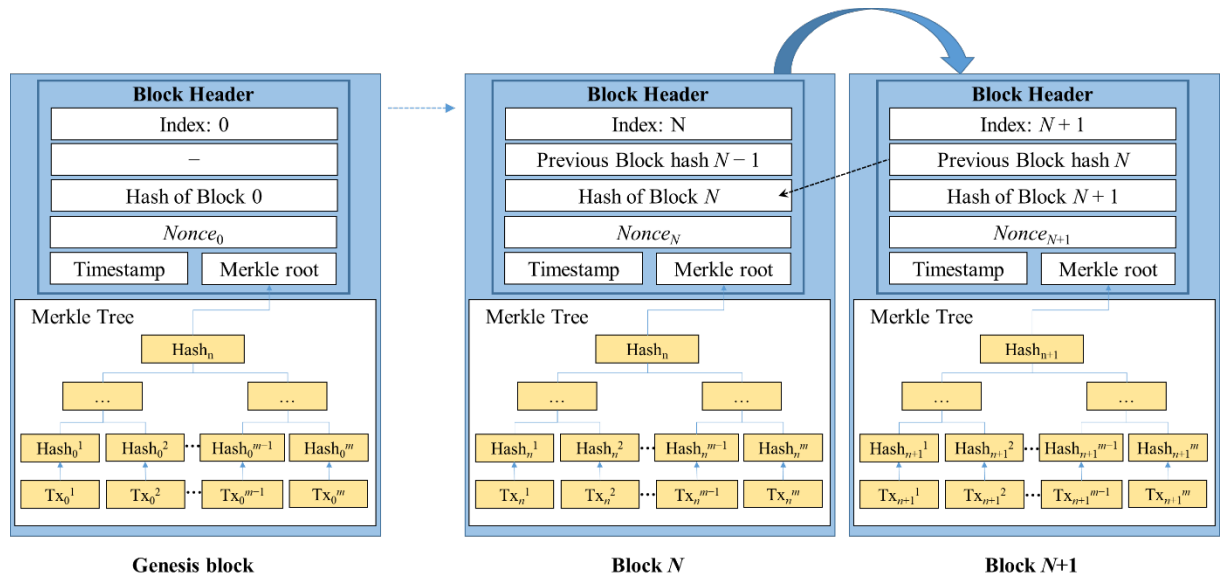 Block Header
Index: 0
–
Hash of Block 0
Nonce₀
Timestamp
Merkle root
Merkle Tree
Hashₙ
…
…
Hash₀¹
Hash₀²
…
Hash₀ᵐ⁻¹
Hash₀ᵐ
Tx₀¹
Tx₀²
…
Tx₀ᵐ⁻¹
Tx₀ᵐ
Genesis block
Block Header
Index: N
Previous Block hash N – 1
Hash of Block N
Nonce_N
Timestamp
Merkle root
Merkle Tree
Hashₙ
…
…
Hashₙ¹
Hashₙ²
…
Hashₙᵐ⁻¹
Hashₙᵐ
Txₙ¹
Txₙ²
…
Txₙᵐ⁻¹
Txₙᵐ
Block N
Block Header
Index: N + 1
Previous Block hash N
Hash of Block N + 1
Nonce_N+1
Timestamp
Merkle root
Merkle Tree
Hashₙ₊₁
…
…
Hashₙ₊₁¹
Hashₙ₊₁²
…
Hashₙ₊₁ᵐ⁻¹
Hashₙ₊₁ᵐ
Txₙ₊₁¹
Txₙ₊₁²
…
Txₙ₊₁ᵐ⁻¹
Txₙ₊₁ᵐ
Block N+1